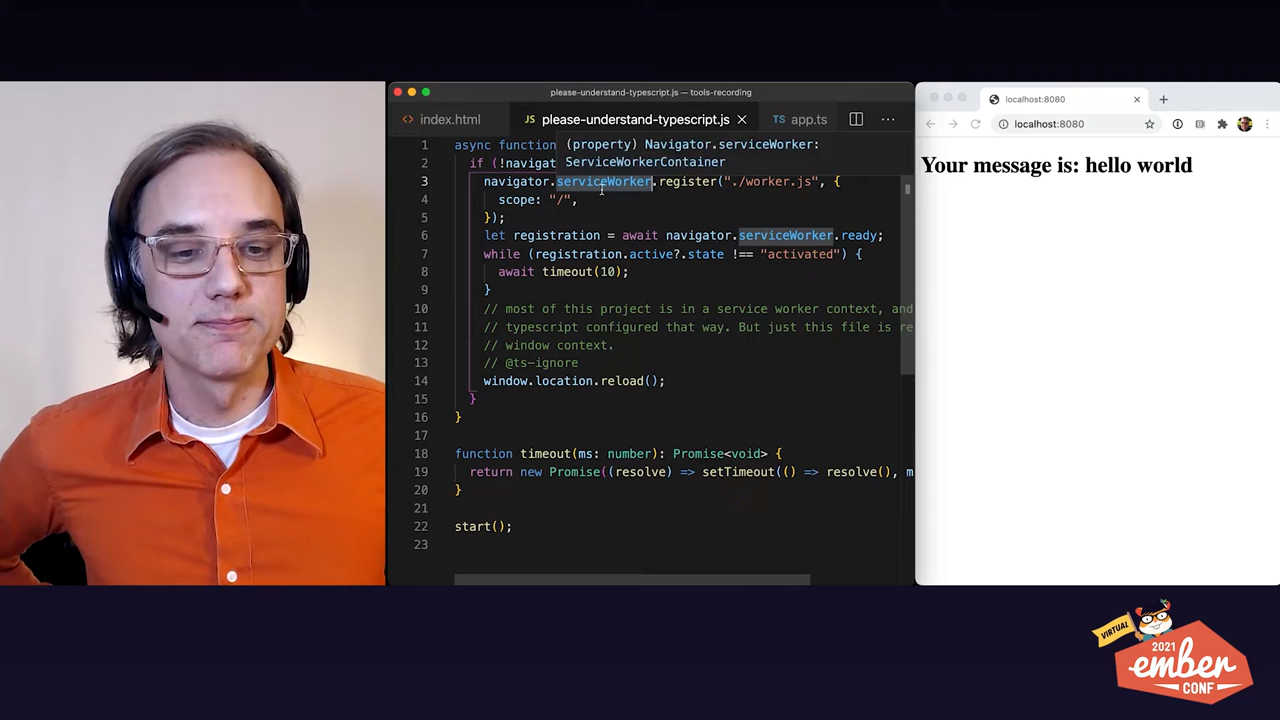 please-understand-typescript.js — tools-recording
<> index.html
JS please-understand-typescript.js
TS app.ts
1 async function
(property) Navigator.serviceWorker:
ServiceWorkerContainer
2 if (!navigat
3 navigator.serviceWorker.register("./worker.js", {
4 scope: "/",
5 });
6 let registration = await navigator.serviceWorker.ready;
7 while (registration.active?.state !== "activated") {
8 await timeout(10);
9 }
10 // most of this project is in a service worker context, and
11 // typescript configured that way. But just this file is re
12 // window context.
13 // @ts-ignore
14 window.location.reload();
15 }
16 }
17
18 function timeout(ms: number): Promise<void> {
19 return new Promise((resolve) => setTimeout(() => resolve(), m
20 }
21
22 start();
23
localhost:8080
localhost:8080
Your message is: hello world
VIRTUAL
2021
ember
CONF